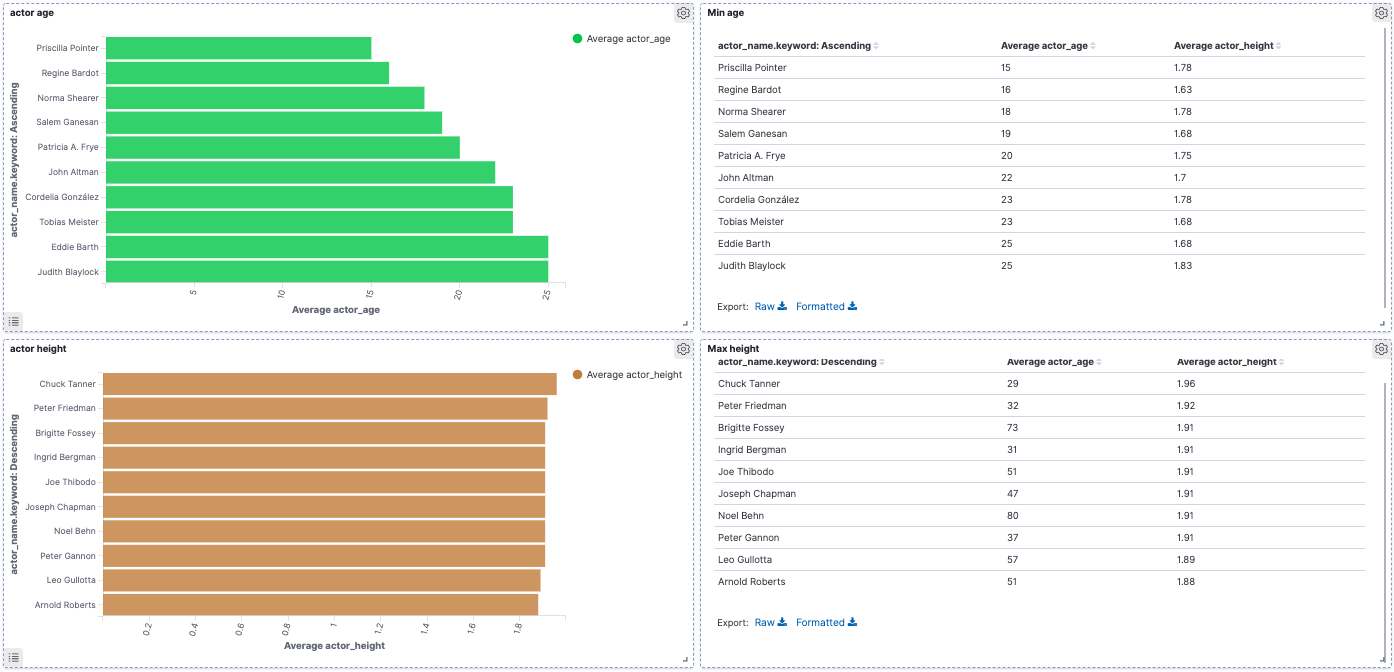 actor age
Average actor_age
actor_name.keyword: Ascending
Priscilla Pointer
Regine Bardot
Norma Shearer
Salem Ganesan
Patricia A. Frye
John Altman
Cordelia González
Tobias Meister
Eddie Barth
Judith Blaylock
5 10 15 20 25
Average actor_age
Min age
actor_name.keyword: Ascending Average actor_age Average actor_height
Priscilla Pointer 15 1.78
Regine Bardot 16 1.63
Norma Shearer 18 1.78
Salem Ganesan 19 1.68
Patricia A. Frye 20 1.75
John Altman 22 1.7
Cordelia González 23 1.78
Tobias Meister 23 1.68
Eddie Barth 25 1.68
Judith Blaylock 25 1.83
Export: Raw Formatted
actor height
Average actor_height
actor_name.keyword: Descending
Chuck Tanner
Peter Friedman
Brigitte Fossey
Ingrid Bergman
Joe Thibodo
Joseph Chapman
Noel Behn
Peter Gannon
Leo Gullotta
Arnold Roberts
0.2 0.4 0.6 0.8 1 1.2 1.4 1.6 1.8
Average actor_height
Max height
actor_name.keyword: Descending Average actor_age Average actor_height
Chuck Tanner 29 1.96
Peter Friedman 32 1.92
Brigitte Fossey 73 1.91
Ingrid Bergman 31 1.91
Joe Thibodo 51 1.91
Joseph Chapman 47 1.91
Noel Behn 80 1.91
Peter Gannon 37 1.91
Leo Gullotta 57 1.89
Arnold Roberts 51 1.88
Export: Raw Formatted